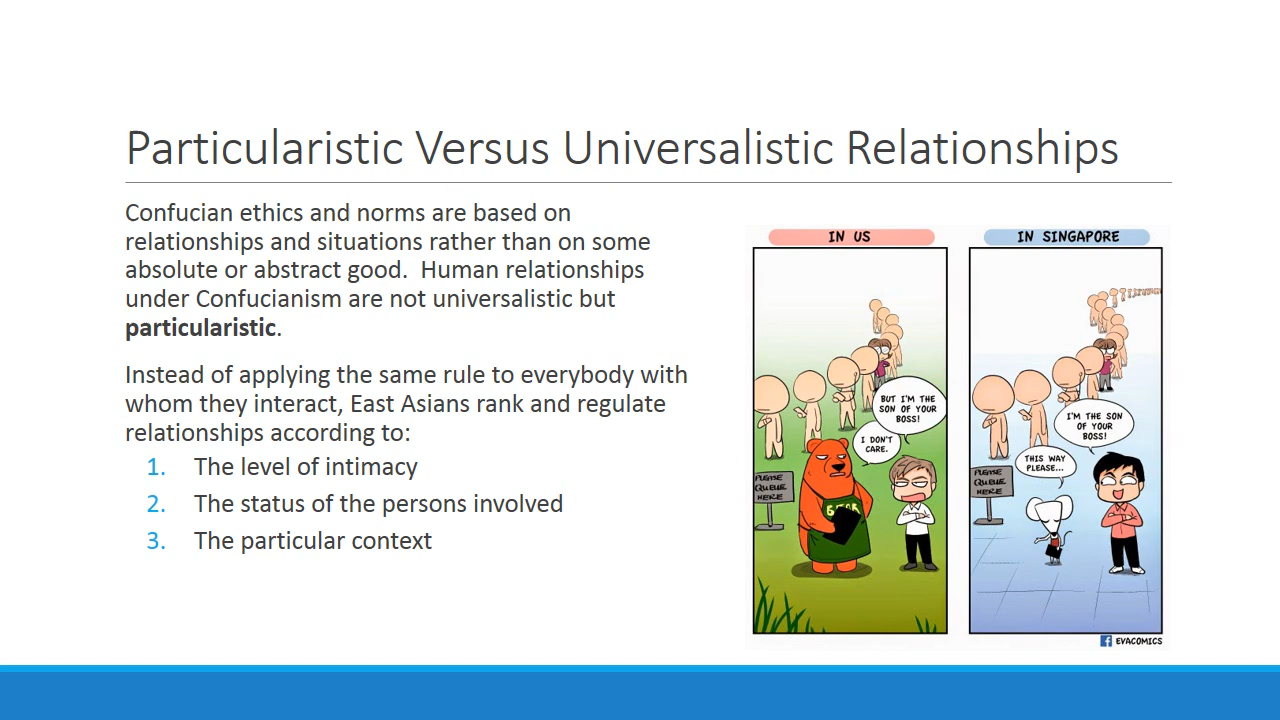 Particularistic Versus Universalistic Relationships
Confucian ethics and norms are based on
relationships and situations rather than on some
absolute or abstract good.  Human relationships
under Confucianism are not universalistic but
particularistic.
Instead of applying the same rule to everybody with
whom they interact, East Asians rank and regulate
relationships according to:
1. The level of intimacy
2. The status of the persons involved
3. The particular context
IN US
BUT I'M THE
SON OF YOUR
BOSS!
I DON'T
CARE.
PLEASE
QUEUE
HERE
IN SINGAPORE
I'M THE SON
OF YOUR
BOSS!
THIS WAY
PLEASE...
PLEASE
QUEUE
HERE
EVACOMICS